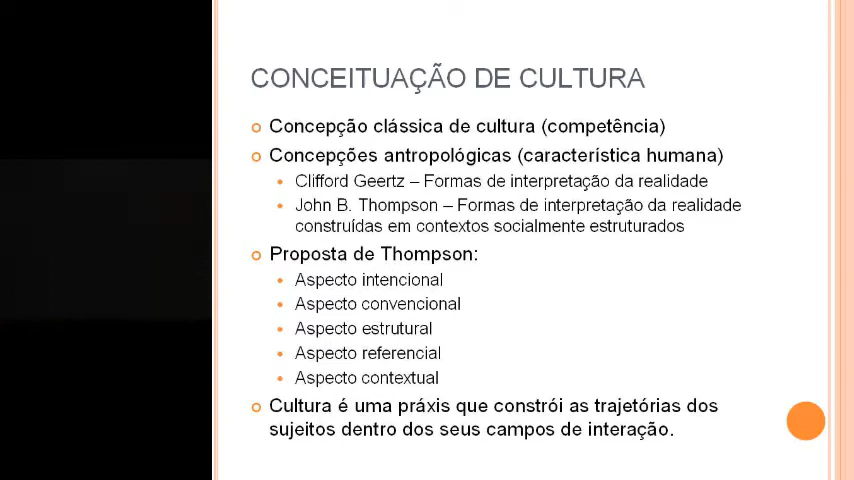 CONCEITUAÇÃO DE CULTURA
Concepção clássica de cultura (competência)
Concepções antropológicas (característica humana)
Clifford Geertz – Formas de interpretação da realidade
John B. Thompson – Formas de interpretação da realidade
construídas em contextos socialmente estruturados
Proposta de Thompson:
Aspecto intencional
Aspecto convencional
Aspecto estrutural
Aspecto referencial
Aspecto contextual
Cultura é uma práxis que constrói as trajetórias dos
sujeitos dentro dos seus campos de interação.